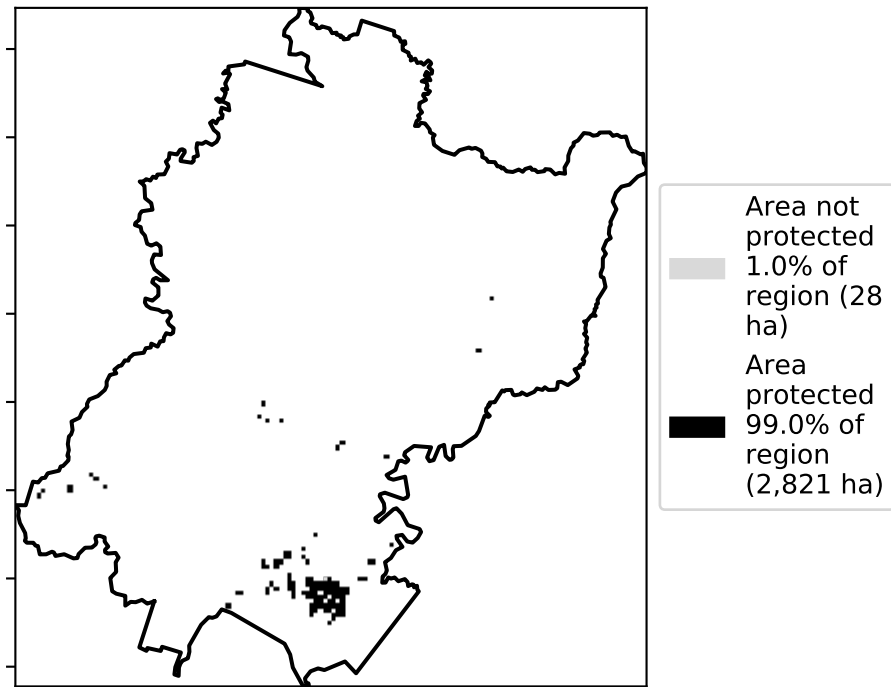 Area not
protected
1.0% of
region (28
ha)
Area
protected
99.0% of
region
(2,821 ha)